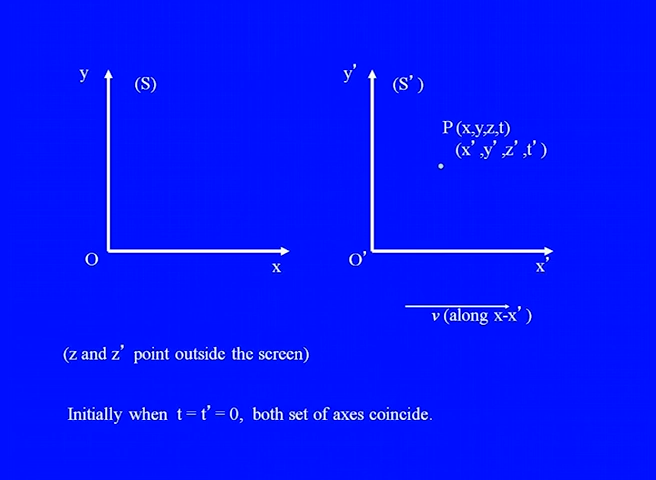 y
(S)
y'
(S')
P (x,y,z,t)
(x',y',z',t')
O
x
O'
x'
v (along x-x')
(z and z' point outside the screen)
Initially when t = t' = 0, both set of axes coincide.